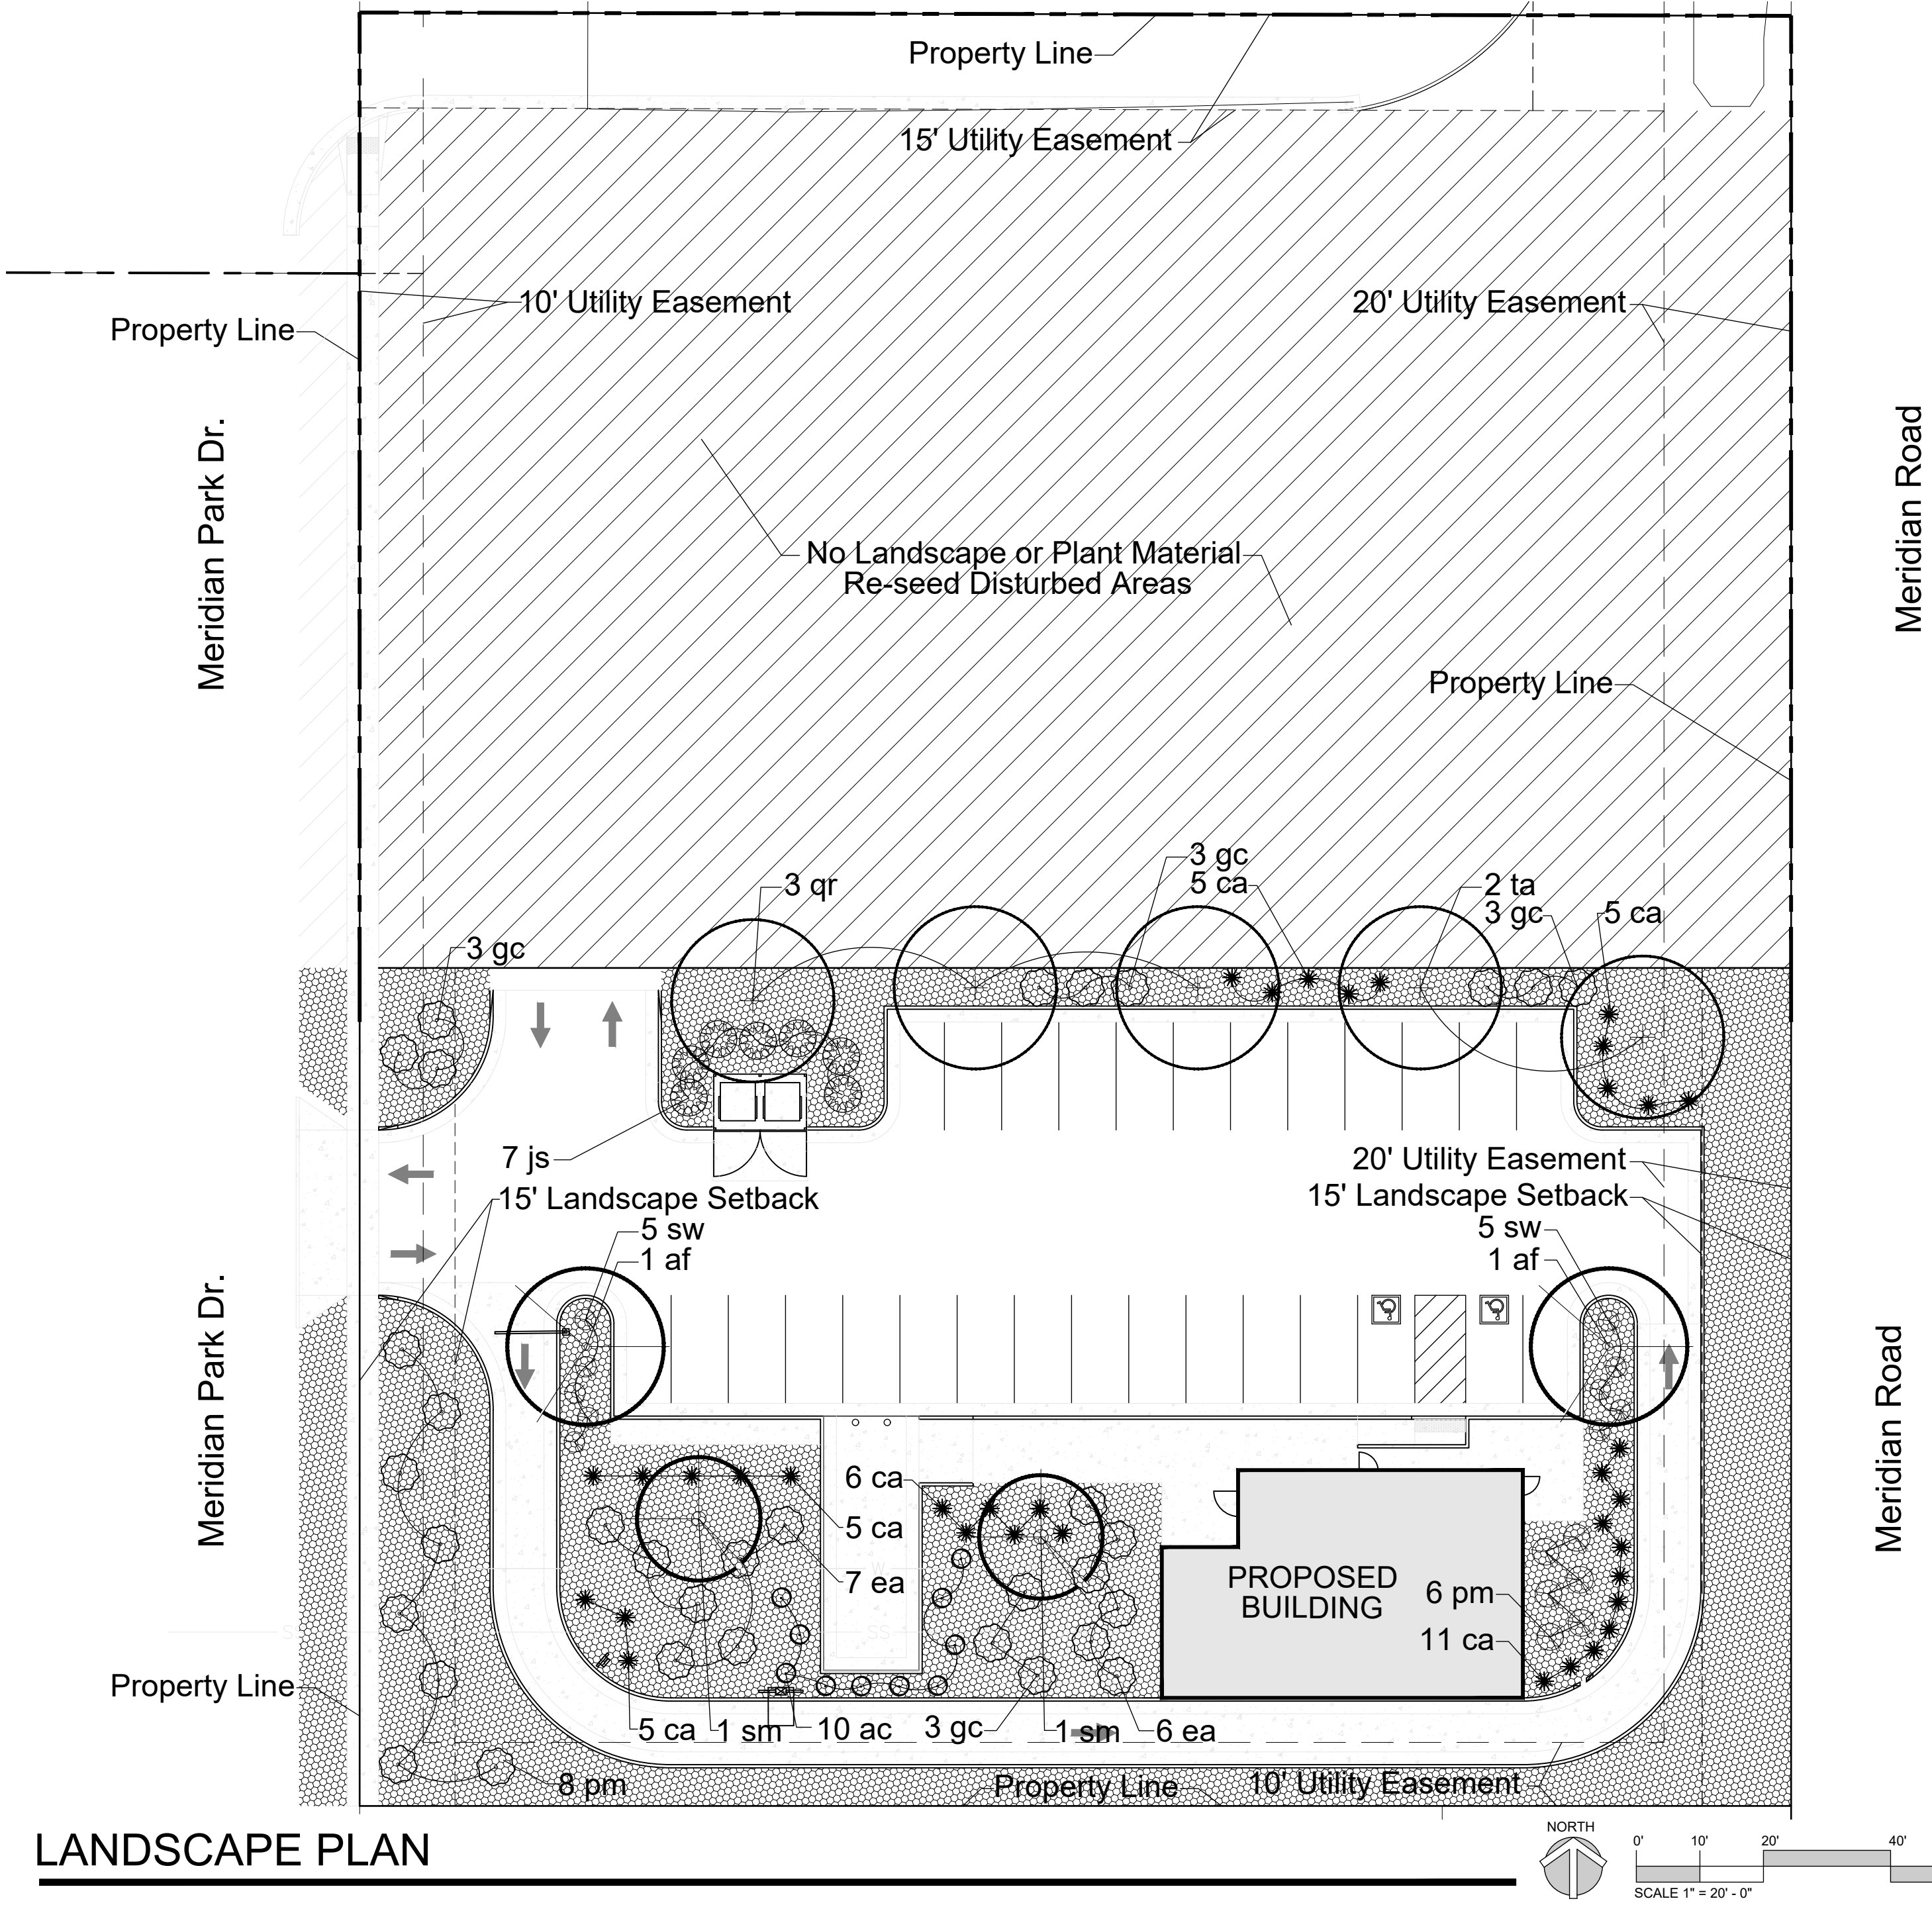 Property Line
15' Utility Easement
10' Utility Easement
20' Utility Easement
Property Line
Meridian Park Dr.
Meridian Road
No Landscape or Plant Material
Re-seed Disturbed Areas
Property Line
3 gc
5 ca
3 qr
2 ta
3 gc
5 ca
3 gc
7 js
20' Utility Easement
15' Landscape Setback
15' Landscape Setback
5 sw
1 af
5 sw
1 af
Meridian Park Dr.
Meridian Road
6 ca
5 ca
7 ea
W
PROPOSED
BUILDING
6 pm
11 ca
S
SS
Property Line
5 ca
1 sm
10 ac
3 gc
1 sm
6 ea
8 pm
Property Line
10' Utility Easement
LANDSCAPE PLAN
NORTH
0' 10' 20' 40'
SCALE 1" = 20' - 0"